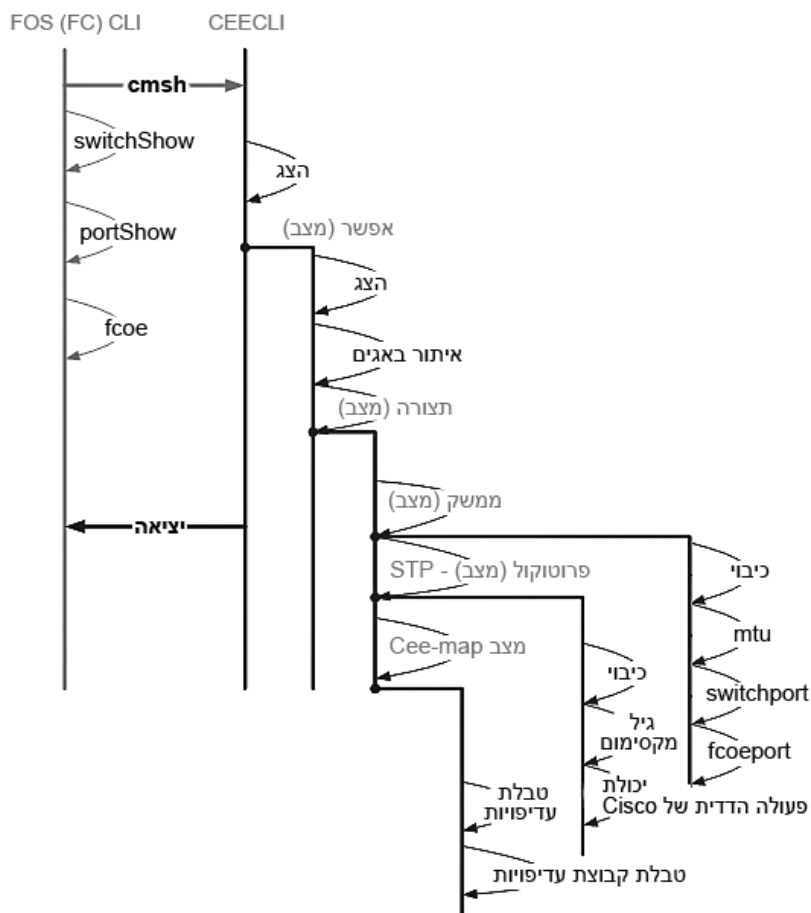 FOS (FC) CLI
CEECLI
cmsh
switchShow
הצג
portShow
אפשר (מצב)
הצג
fcoe
איתור באגים
תצורה (מצב)
ממשק (מצב)
יציאה
פרוטוקול (מצב) - STP
כיבוי
mtu
מצב Cee-map
כיבוי
switchport
גיל
מקסימום
fcoeport
יכולת
פעולה הדדית של Cisco
טבלת
עדיפויות
טבלת קבוצת עדיפויות